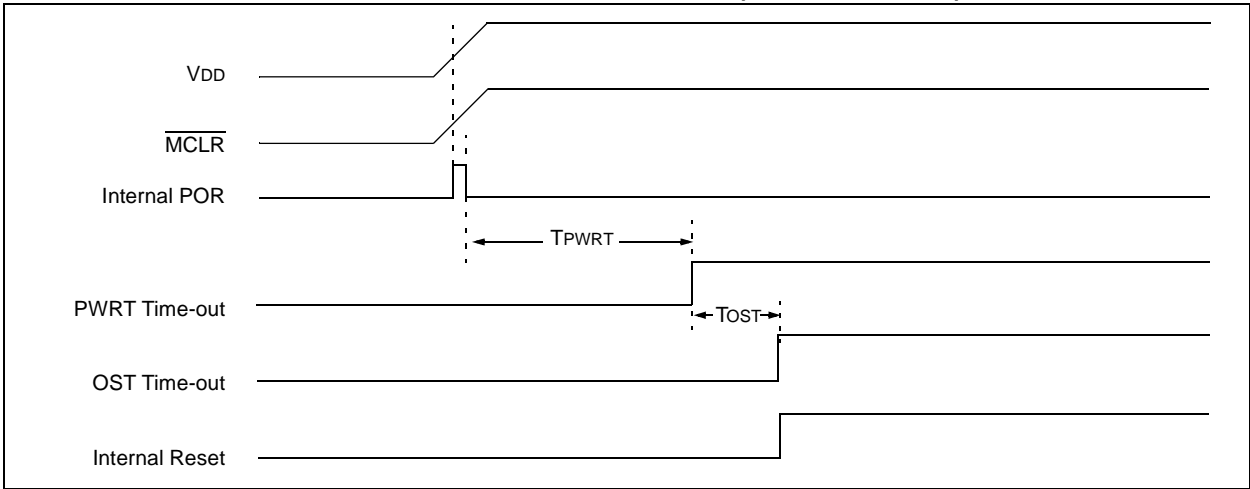 VDD
MCLR
Internal POR
TPWRT
PWRT Time-out
TOST
OST Time-out
Internal Reset